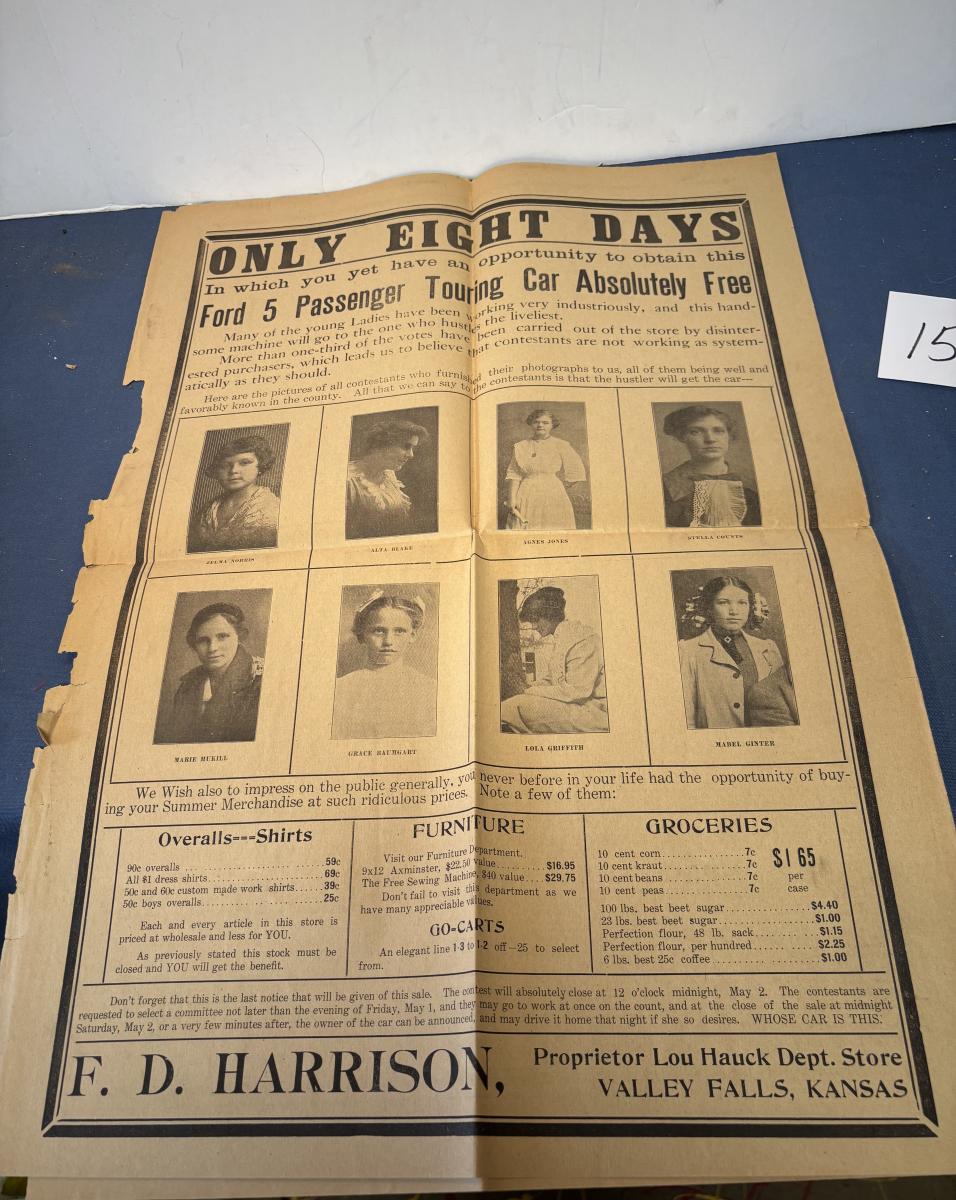 ONLY EIGHT DAYS
In which you yet have an opportunity to obtain this
Ford 5 Passenger Touring Car Absolutely Free
Many of the young Ladies have been working very industriously, and this hand-
some machine will go to the one who hustles the liveliest.
More than one-third of the votes have been carried out of the store by disinter-
ested purchasers, which leads us to believe that contestants are not working as system-
atically as they should.
Here are the pictures of all contestants who furnished their photographs to us, all of them being well and
favorably known in the county. All that we can say to the contestants is that the hustler will get the car—
15
ZELMA NORRIS
ALTA BLAKE
AGNES JONES
STELLA COUNTS
MARIE HUKILL
GRACE BAUMGART
LOLA GRIFFITH
MABEL GINTER
We Wish also to impress on the public generally, you never before in your life had the opportunity of buy-
ing your Summer Merchandise at such ridiculous prices. Note a few of them:
Overalls===Shirts
90c overalls 59c
All $1 dress shirts 69c
50c and 60c custom made work shirts 39c
50c boys overalls 25c
Each and every article in this store is
priced at wholesale and less for YOU.
As previously stated this stock must be
closed and YOU will get the benefit.
FURNITURE
Visit our Furniture Department.
9x12 Axminster, $22.50 value $16.95
The Free Sewing Machine, $40 value $29.75
Don't fail to visit this department as we
have many appreciable values.
GO-CARTS
An elegant line 1-3 to 1-2 off—25 to select
from.
GROCERIES
10 cent corn 7c
10 cent kraut 7c
10 cent beans 7c
10 cent peas 7c
$1 65
per
case
100 lbs. best beet sugar $4.40
23 lbs. best beet sugar $1.00
Perfection flour, 48 lb. sack $1.15
Perfection flour, per hundred $2.25
6 lbs. best 25c coffee $1.00
Don't forget that this is the last notice that will be given of this sale. The contest will absolutely close at 12 o'clock midnight, May 2. The contestants are
requested to select a committee not later than the evening of Friday, May 1, and they may go to work at once on the count, and at the close of the sale at midnight
Saturday, May 2, or a very few minutes after, the owner of the car can be announced, and may drive it home that night if she so desires. WHOSE CAR IS THIS.
F. D. HARRISON,
Proprietor Lou Hauck Dept. Store
VALLEY FALLS, KANSAS